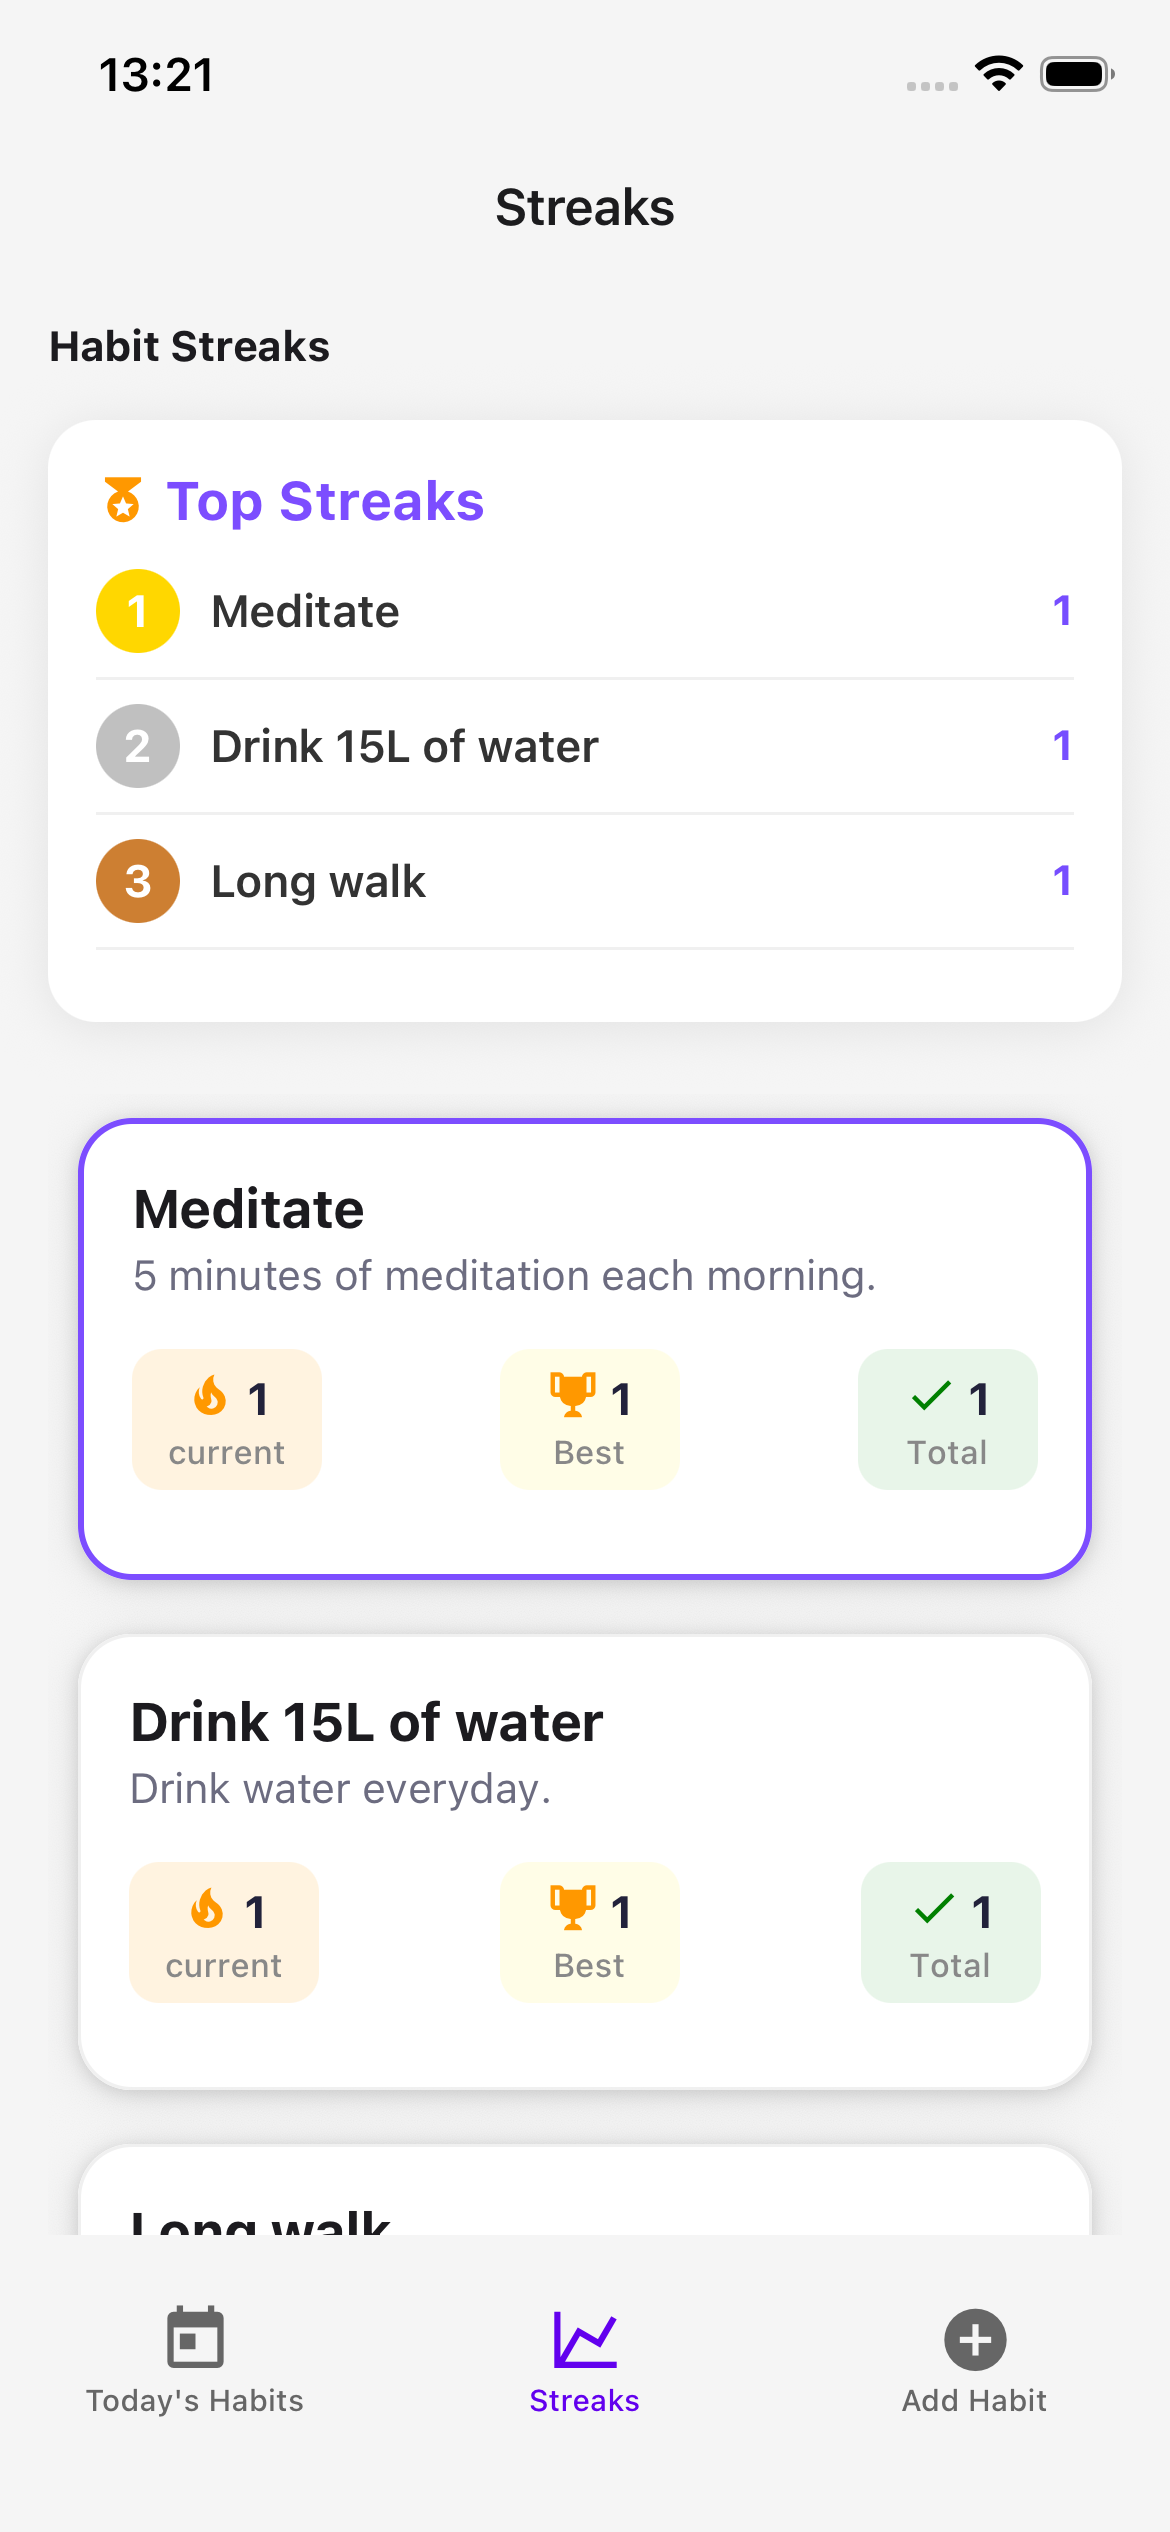 13:21
Streaks
Habit Streaks
Top Streaks
1 Meditate 1
2 Drink 15L of water 1
3 Long walk 1
Meditate
5 minutes of meditation each morning.
1 1 1
current Best Total
Drink 15L of water
Drink water everyday.
1 1 1
current Best Total
Long walk
Today's Habits Streaks Add Habit